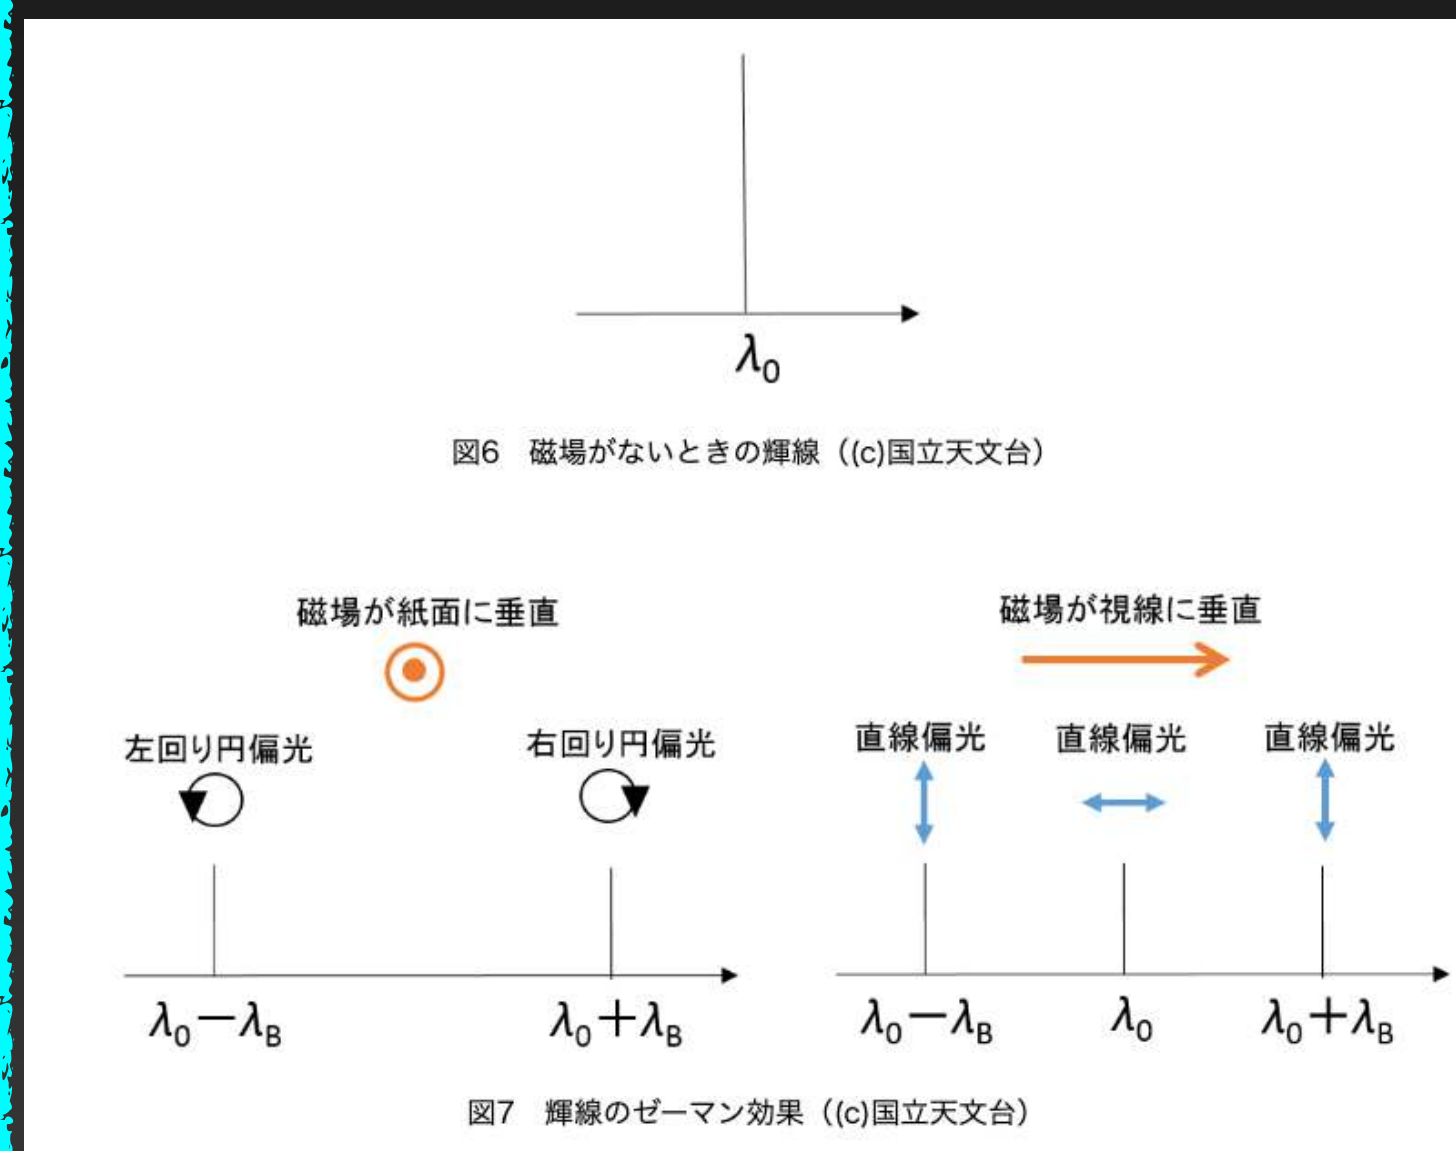 λ0
図6　磁場がないときの輝線（(c)国立天文台）
磁場が紙面に垂直
左回り円偏光　右回り円偏光
λ0－λB　λ0＋λB
磁場が視線に垂直
直線偏光　直線偏光　直線偏光
λ0－λB　λ0　λ0＋λB
図7　輝線のゼーマン効果（(c)国立天文台）